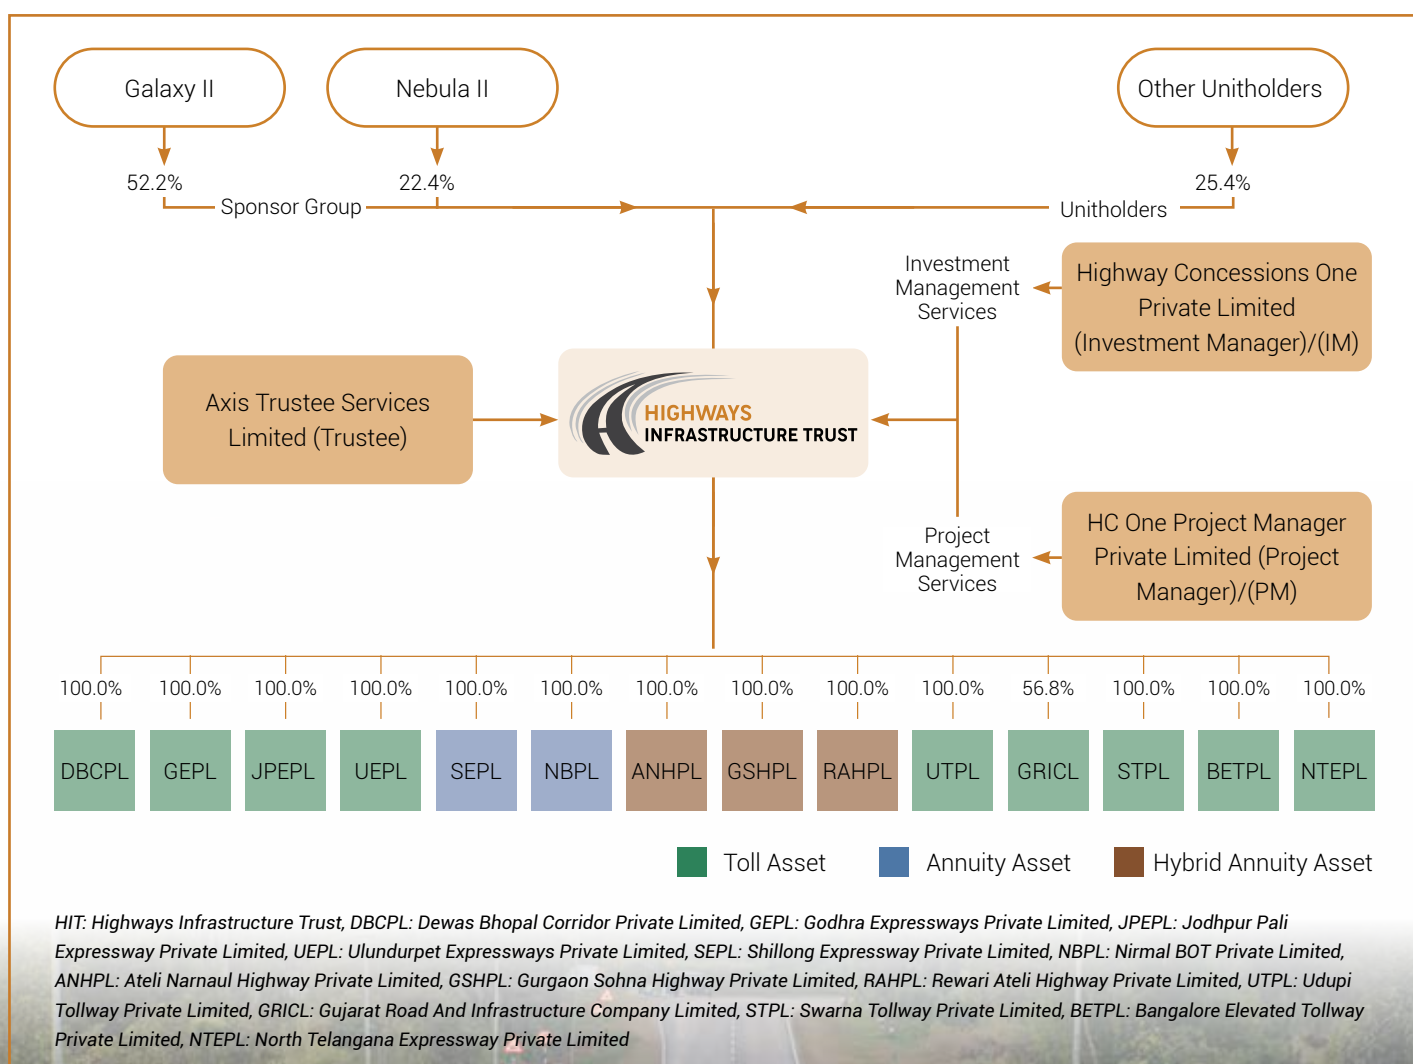 Galaxy II
Nebula II
Other Unitholders
52.2%
22.4%
25.4%
Sponsor Group
Unitholders
Investment
Management
Services
Highway Concessions One
Private Limited
(Investment Manager)/(IM)
Axis Trustee Services
Limited (Trustee)
HIGHWAYS
INFRASTRUCTURE TRUST
Project
Management
Services
HC One Project Manager
Private Limited (Project
Manager)/(PM)
100.0% 100.0% 100.0% 100.0% 100.0% 100.0% 100.0% 100.0% 100.0% 100.0% 56.8% 100.0% 100.0% 100.0%
DBCPL GEPL JPEPL UEPL SEPL NBPL ANHPL GSHPL RAHPL UTPL GRICL STPL BETPL NTEPL
Toll Asset Annuity Asset Hybrid Annuity Asset
HIT: Highways Infrastructure Trust, DBCPL: Dewas Bhopal Corridor Private Limited, GEPL: Godhra Expressways Private Limited, JPEPL: Jodhpur Pali
Expressway Private Limited, UEPL: Ulundurpet Expressways Private Limited, SEPL: Shillong Expressway Private Limited, NBPL: Nirmal BOT Private Limited,
ANHPL: Ateli Narnaul Highway Private Limited, GSHPL: Gurgaon Sohna Highway Private Limited, RAHPL: Rewari Ateli Highway Private Limited, UTPL: Udupi
Tollway Private Limited, GRICL: Gujarat Road And Infrastructure Company Limited, STPL: Swarna Tollway Private Limited, BETPL: Bangalore Elevated Tollway
Private Limited, NTEPL: North Telangana Expressway Private Limited